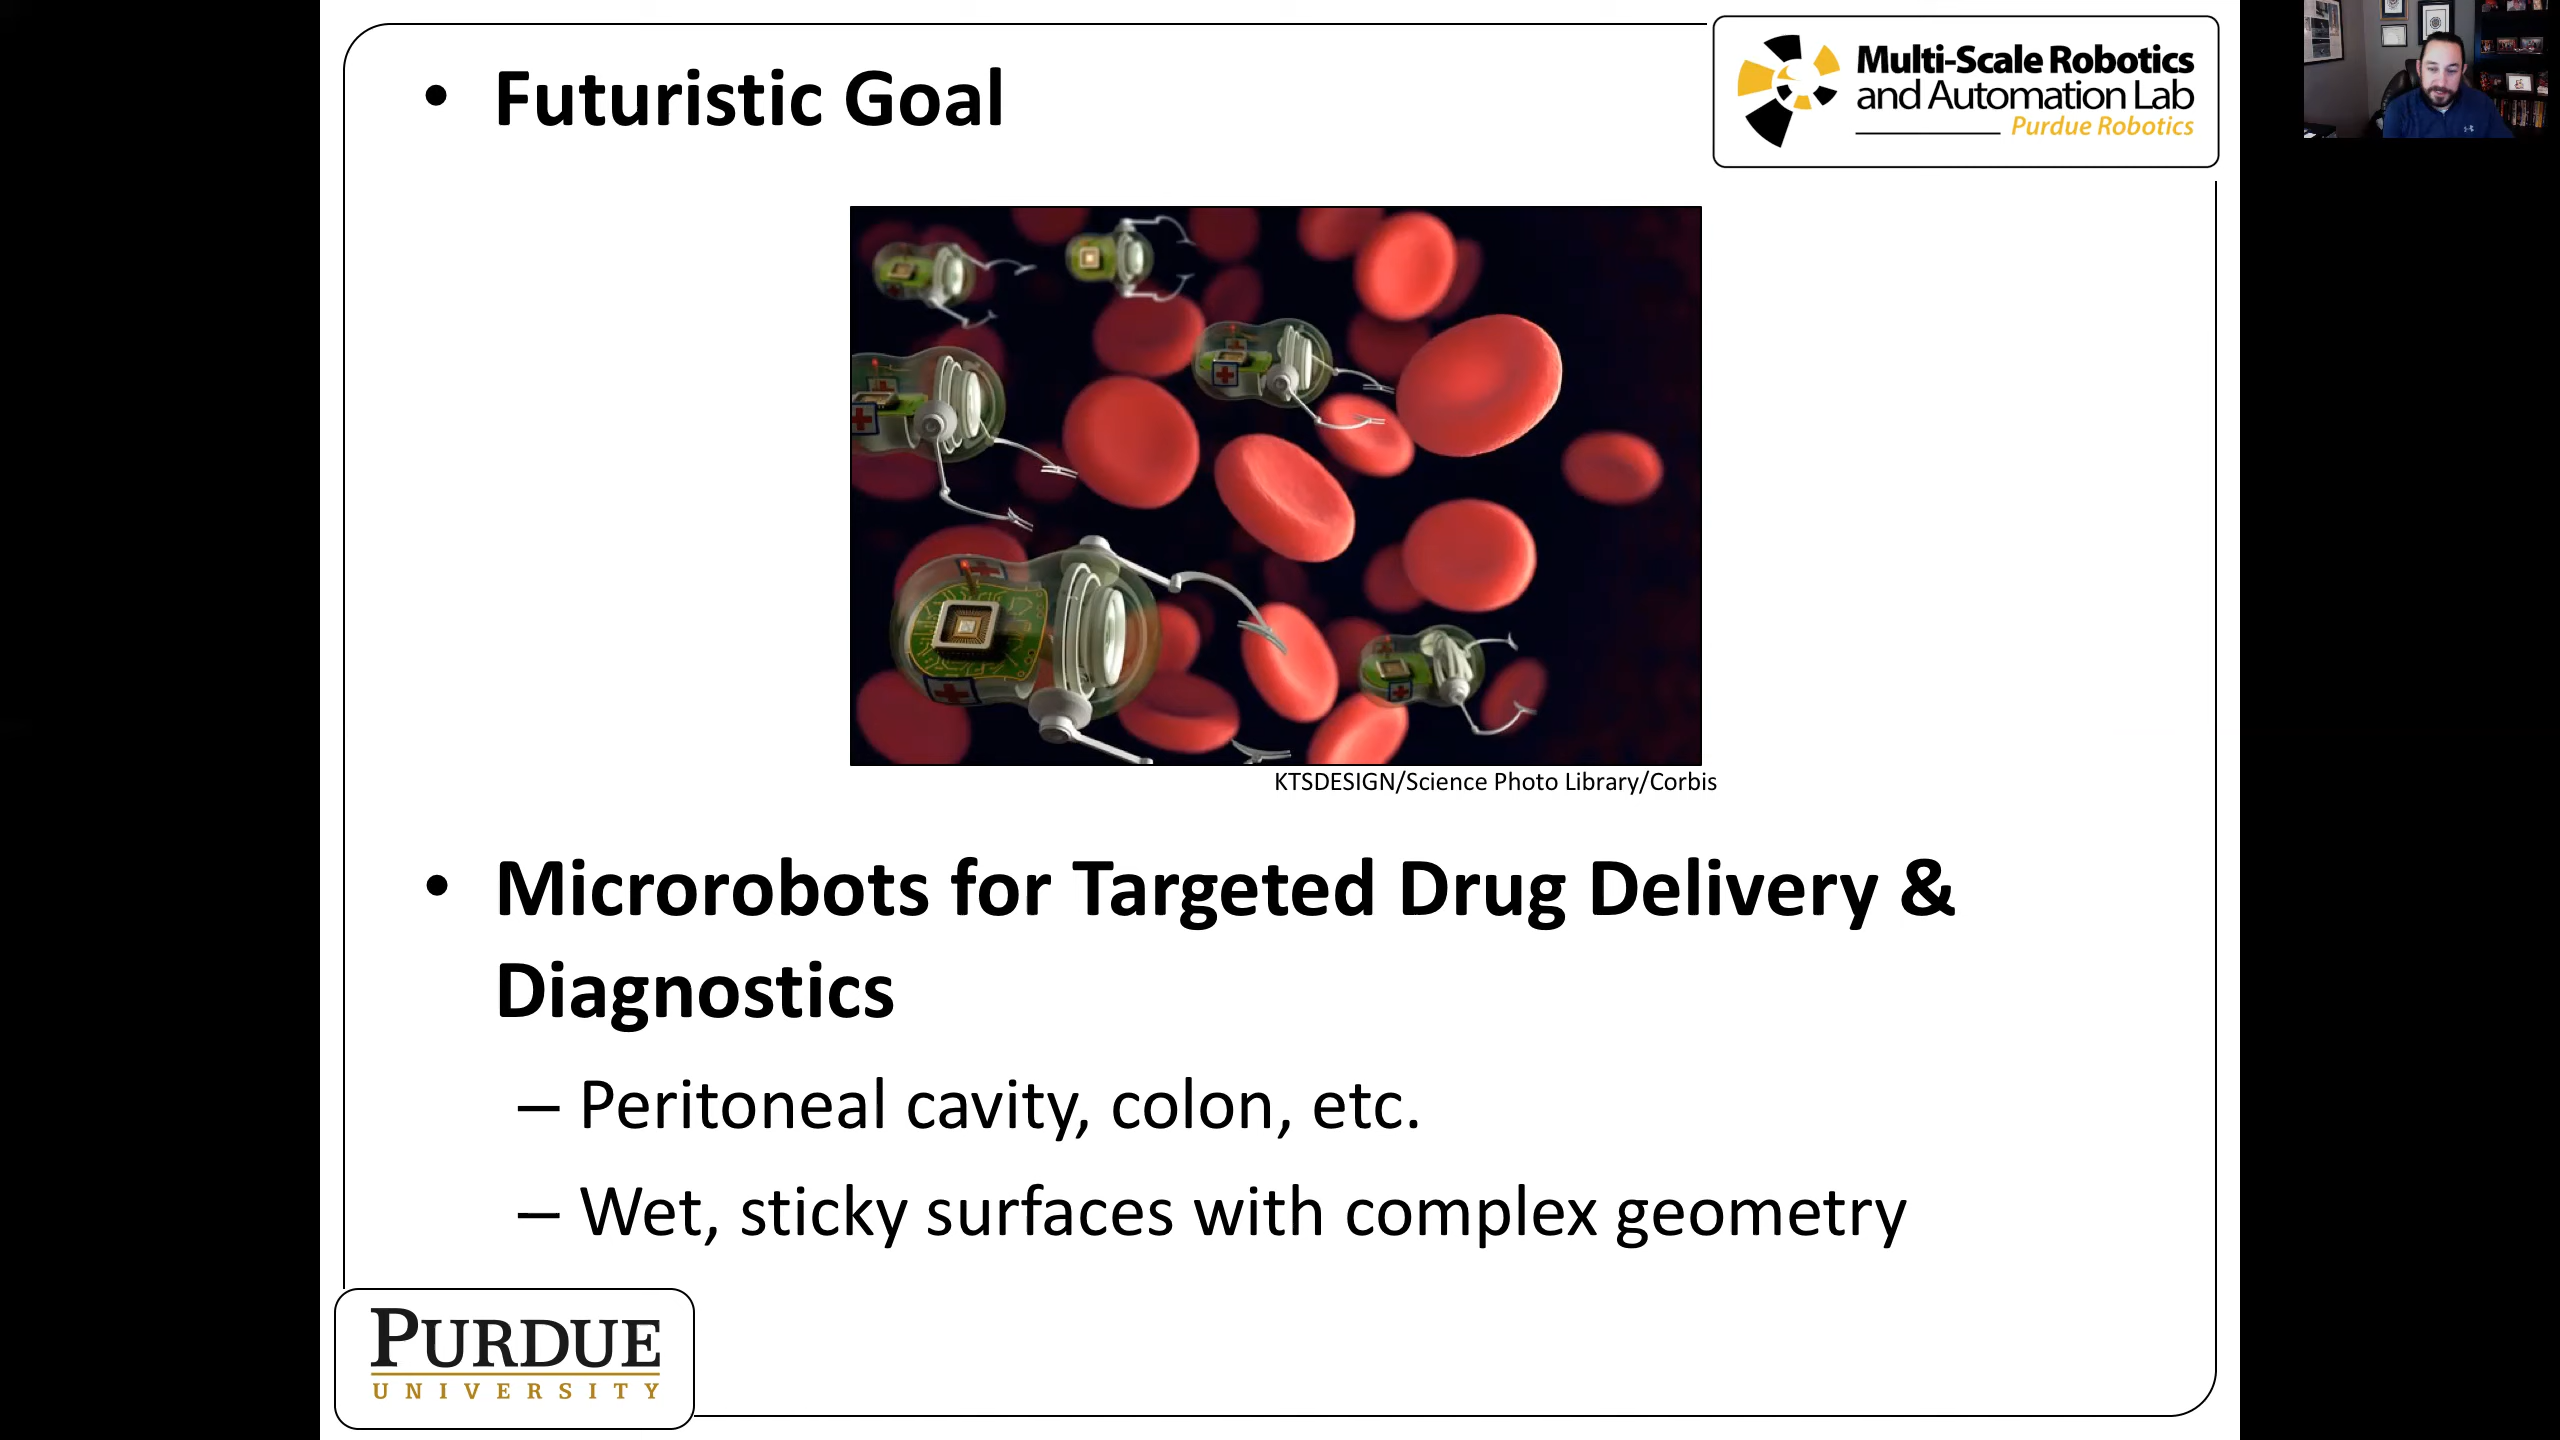 • Futuristic Goal
Multi-Scale Robotics
and Automation Lab
Purdue Robotics
KTSDESIGN/Science Photo Library/Corbis
• Microrobots for Targeted Drug Delivery &
Diagnostics
– Peritoneal cavity, colon, etc.
– Wet, sticky surfaces with complex geometry
PURDUE
UNIVERSITY